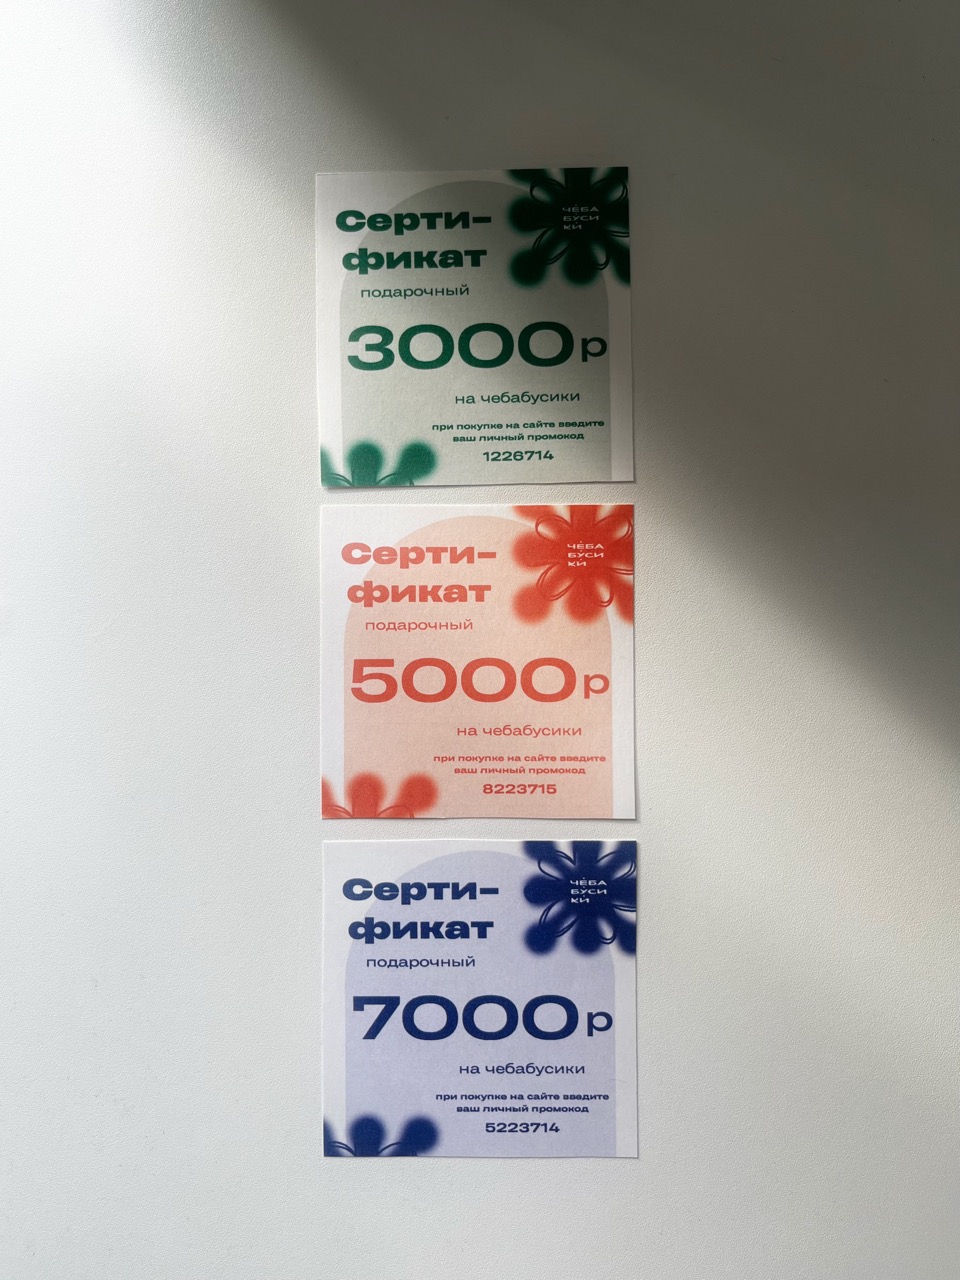 Серти-
фикат
ЧЁБА
БУСИ
КИ
подарочный
3000р
на чебабусики
при покупке на сайте введите
ваш личный промокод
1226714
Серти-
фикат
ЧЁБА
БУСИ
КИ
подарочный
5000р
на чебабусики
при покупке на сайте введите
ваш личный промокод
8223715
Серти-
фикат
ЧЁБА
БУСИ
КИ
подарочный
7000р
на чебабусики
при покупке на сайте введите
ваш личный промокод
5223714